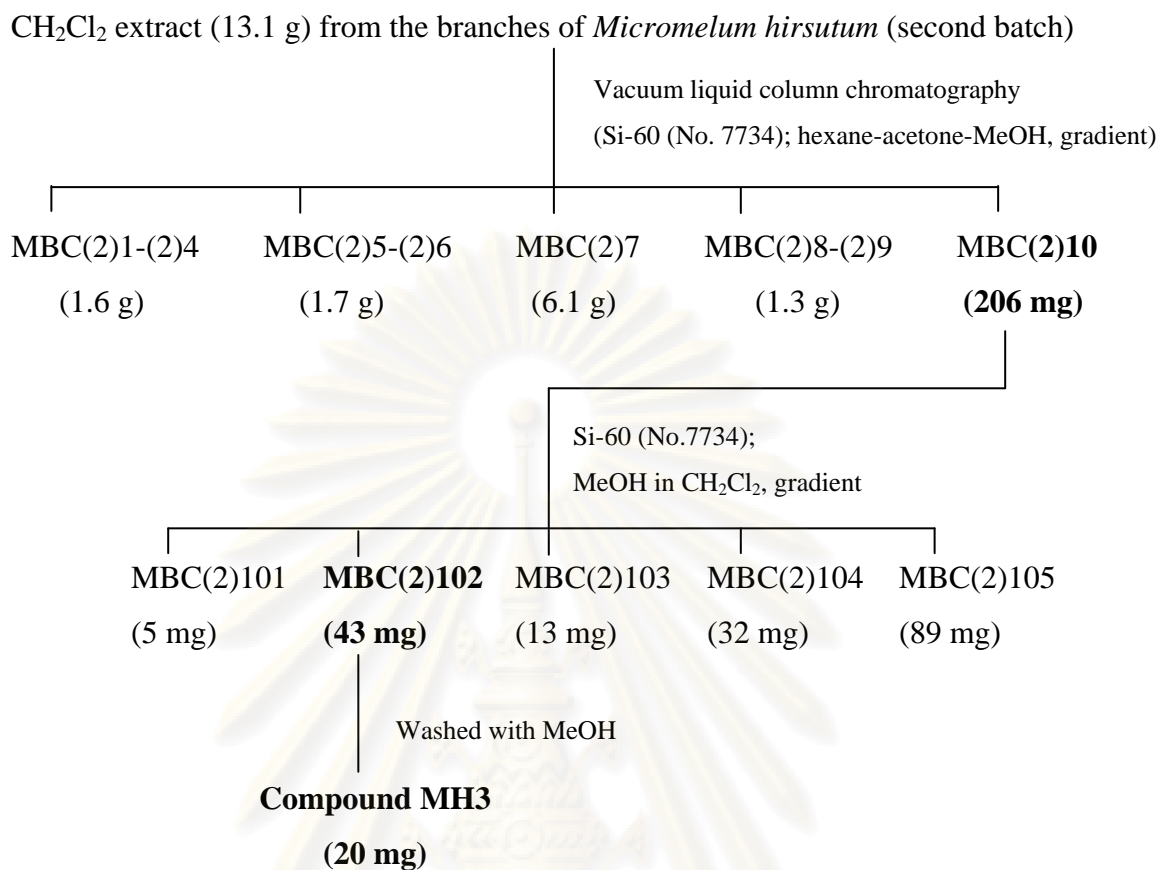 CH₂Cl₂ extract (13.1 g) from the branches of Micromelum hirsutum (second batch)
Vacuum liquid column chromatography
(Si-60 (No. 7734); hexane-acetone-MeOH, gradient)
MBC(2)1-(2)4 MBC(2)5-(2)6 MBC(2)7 MBC(2)8-(2)9 MBC(2)10
(1.6 g) (1.7 g) (6.1 g) (1.3 g) (206 mg)
Si-60 (No.7734);
MeOH in CH₂Cl₂, gradient
MBC(2)101 MBC(2)102 MBC(2)103 MBC(2)104 MBC(2)105
(5 mg) (43 mg) (13 mg) (32 mg) (89 mg)
Washed with MeOH
Compound MH3
(20 mg)